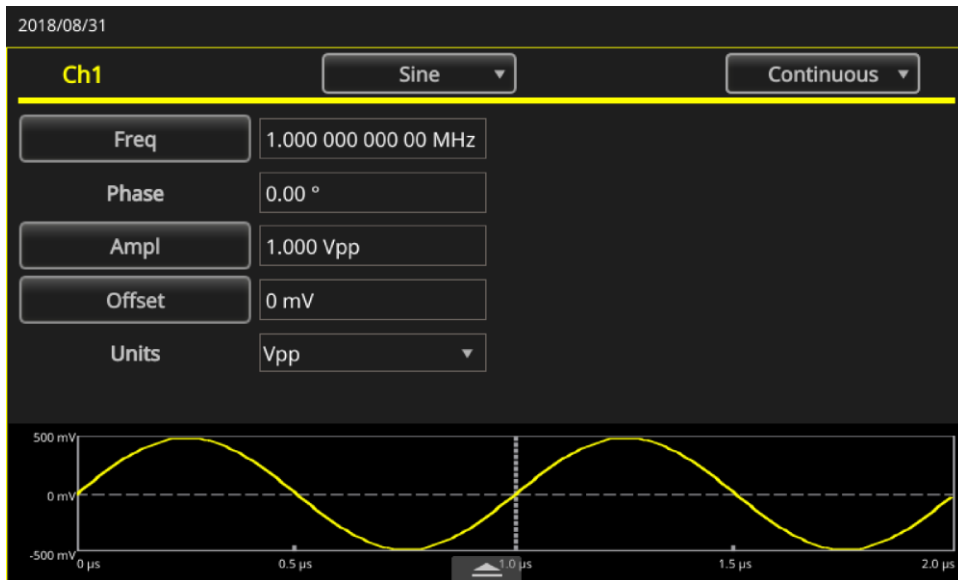 2018/08/31
Ch1 Sine Continuous
Freq 1.000 000 000 00 MHz
Phase 0.00 °
Ampl 1.000 Vpp
Offset 0 mV
Units Vpp
500 mV
0 mV
-500 mV
0 µs 0.5 µs 1.0 µs 1.5 µs 2.0 µs